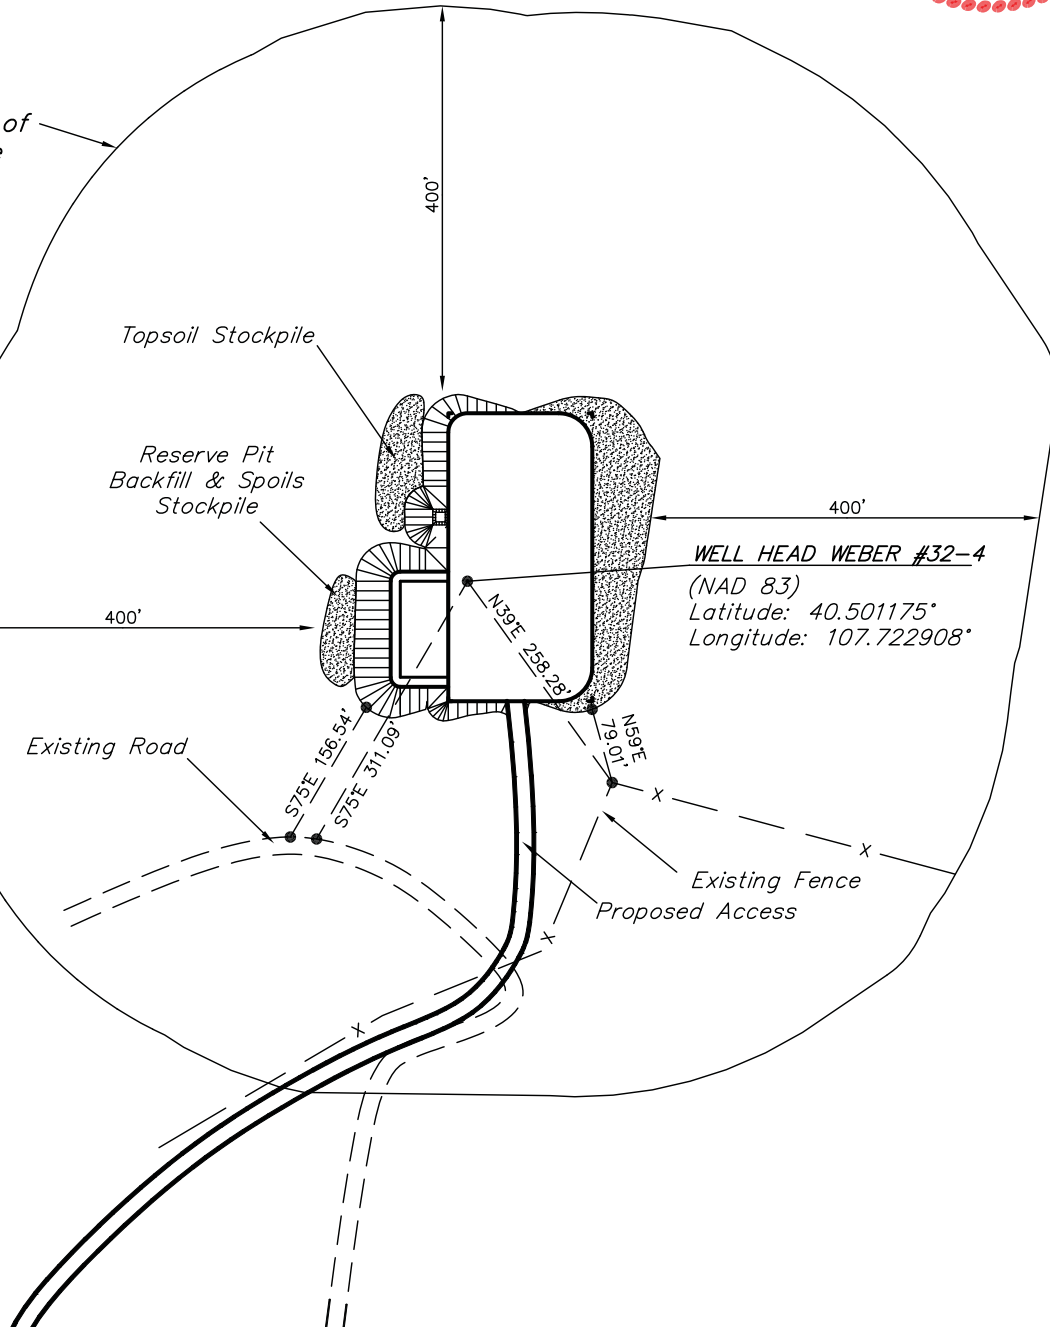 of
400'
Topsoil Stockpile
Reserve Pit
Backfill & Spoils
Stockpile
400'
WELL HEAD WEBER #32-4
(NAD 83)
Latitude: 40.501175°
Longitude: 107.722908°
400'
N39°E 258.28'
N59°E
79.01'
S75°E 156.54'
S75°E 311.09'
Existing Road
X
X
Existing Fence
Proposed Access
X
X